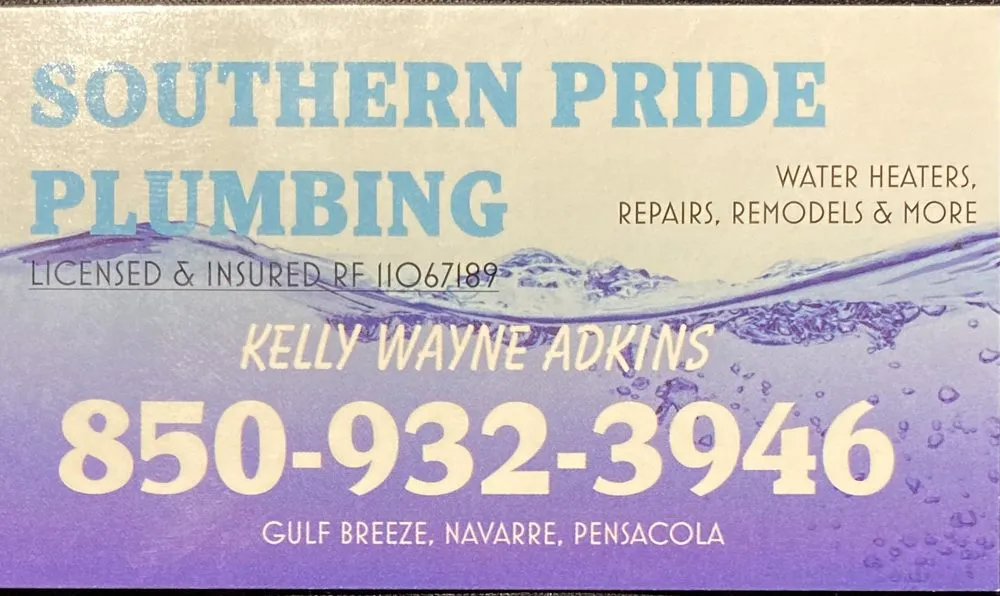 SOUTHERN PRIDE
PLUMBING
WATER HEATERS,
REPAIRS, REMODELS & MORE
LICENSED & INSURED RF 11067189
KELLY WAYNE ADKINS
850-932-3946
GULF BREEZE, NAVARRE, PENSACOLA